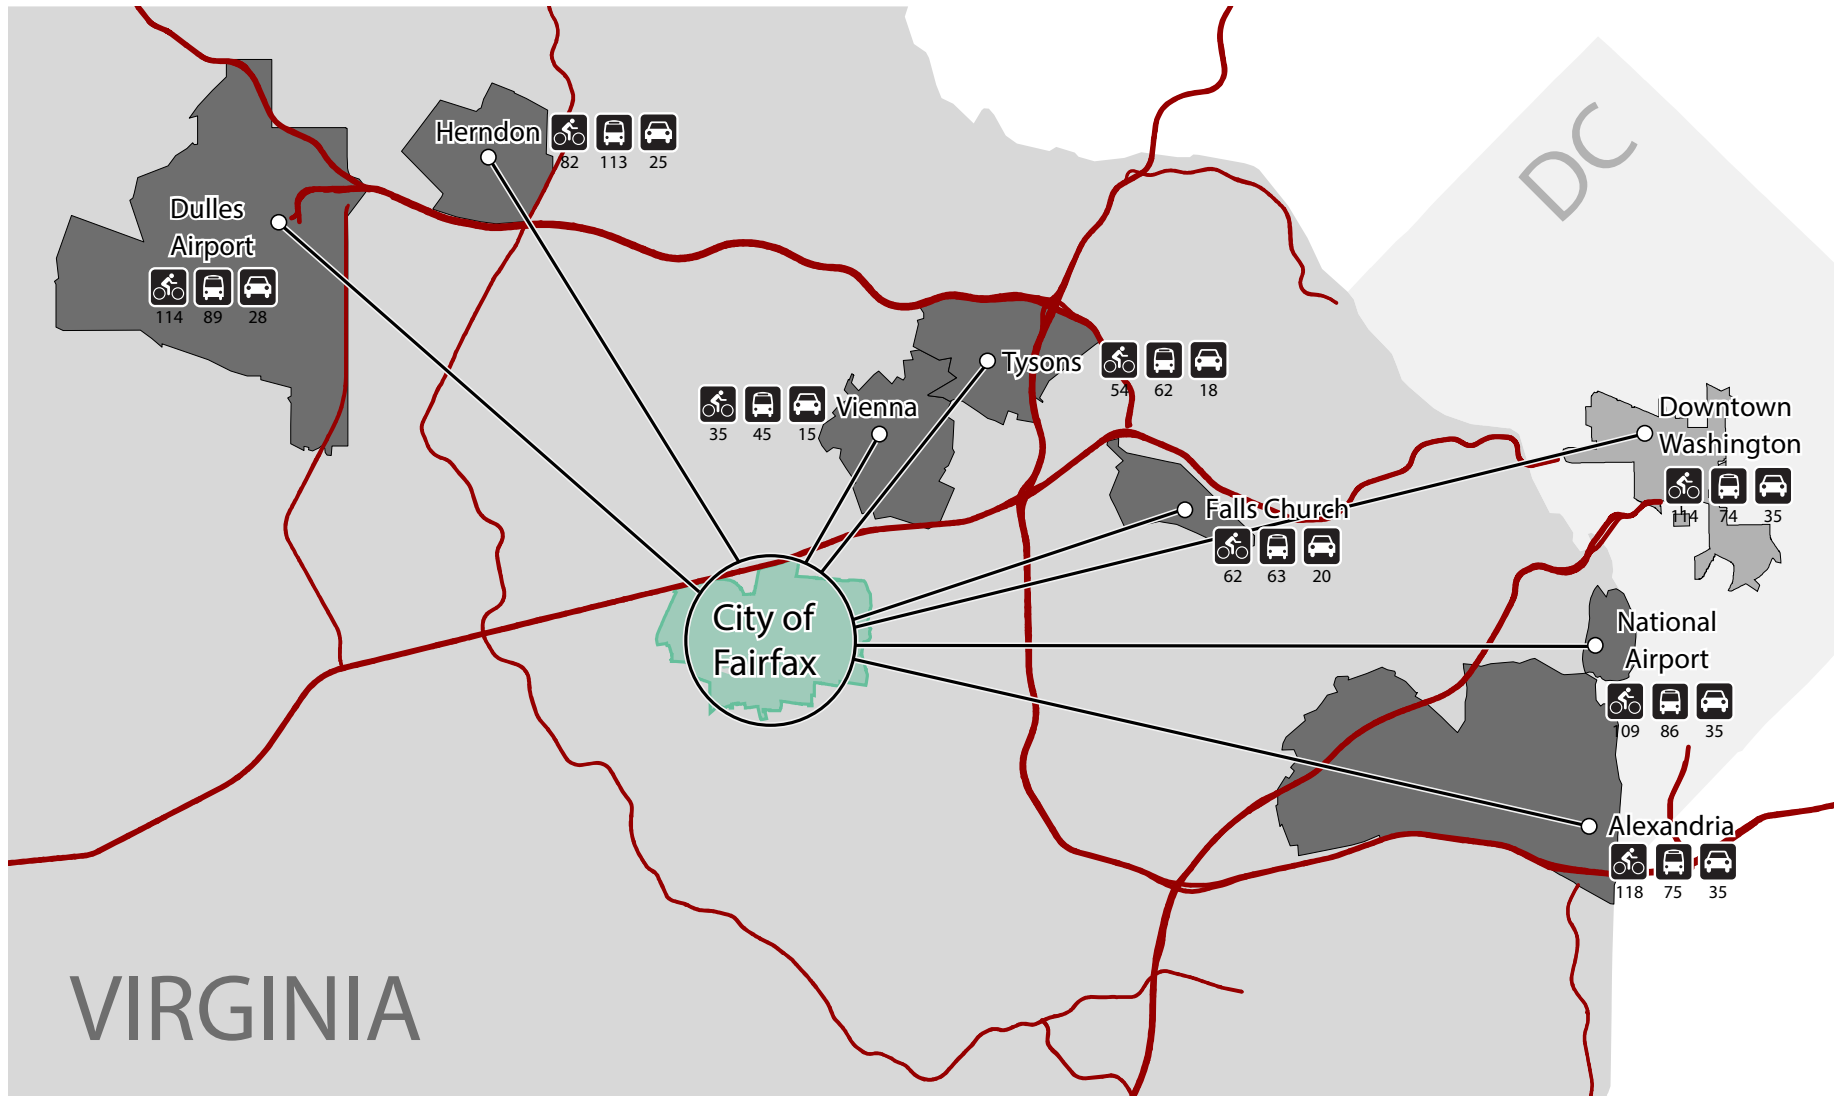 DC
Herndon
82 113 25
Dulles
Airport
114 89 28
Tysons
54 62 18
Vienna
35 45 15
Downtown
Washington
114 74 35
Falls Church
62 63 20
City of
Fairfax
National
Airport
109 86 35
Alexandria
118 75 35
VIRGINIA